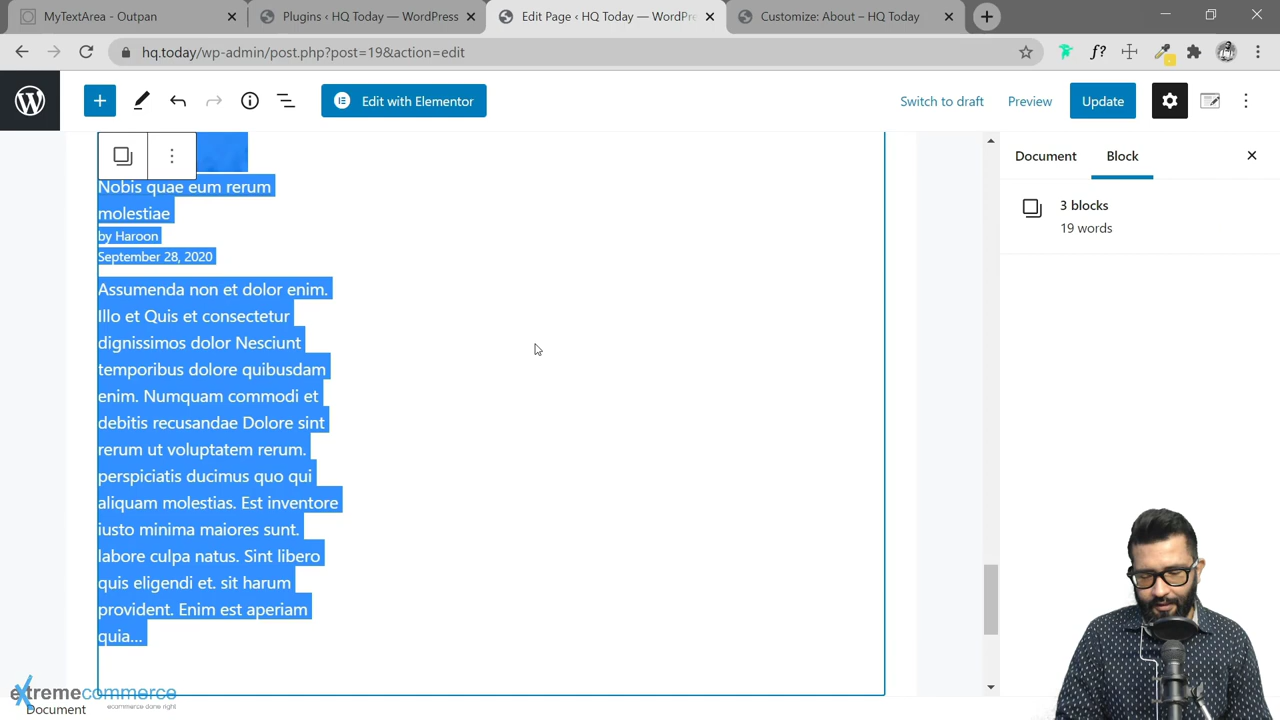 MyTextArea - Outpan
Plugins ‹ HQ Today — WordPress
Edit Page ‹ HQ Today — WordPre
Customize: About – HQ Today
hq.today/wp-admin/post.php?post=19&action=edit
f?
Edit with Elementor
Switch to draft
Preview
Update
Document
Block
3 blocks
19 words
Nobis quae eum rerum
molestiae
by Haroon
September 28, 2020
Assumenda non et dolor enim.
Illo et Quis et consectetur
dignissimos dolor Nesciunt
temporibus dolore quibusdam
enim. Numquam commodi et
debitis recusandae Dolore sint
rerum ut voluptatem rerum.
perspiciatis ducimus quo qui
aliquam molestias. Est inventore
iusto minima maiores sunt.
labore culpa natus. Sint libero
quis eligendi et. sit harum
provident. Enim est aperiam
quia…
extremecommerce
ecommerce done right
Document